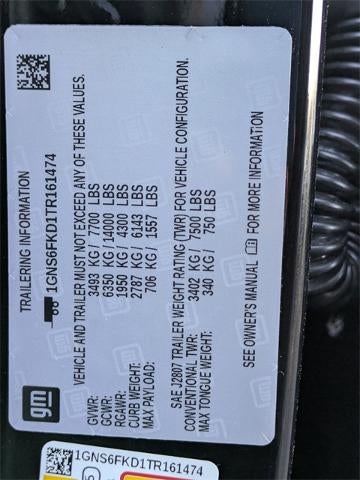 gm
TRAILERING INFORMATION
1GNS6FKD1TR161474
VEHICLE AND TRAILER MUST NOT EXCEED ANY OF THESE VALUES.
GVWR: 3493 KG/ 7700 LBS
GCWR: 6350 KG/ 14000 LBS
RGAWR: 1950 KG/ 4300 LBS
CURB WEIGHT: 2787 KG/ 6143 LBS
MAX PAYLOAD: 706 KG/ 1557 LBS
SAE J2807 TRAILER WEIGHT RATING (TWR) FOR VEHICLE CONFIGURATION.
CONVENTIONAL TWR: 3402 KG/ 7500 LBS
MAX TONGUE WEIGHT: 340 KG/ 750 LBS
SEE OWNER'S MANUAL FOR MORE INFORMATION
1GNS6FKD1TR161474